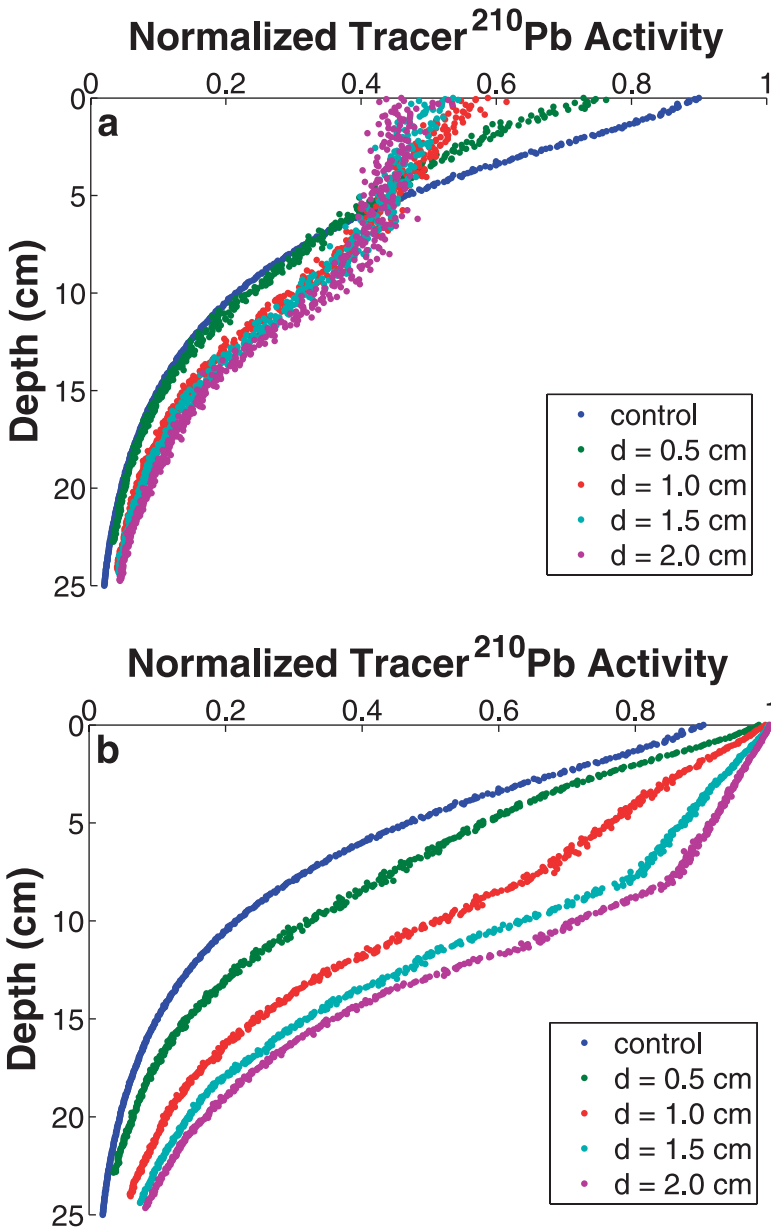 Normalized Tracer ²¹⁰Pb Activity
0 0.2 0.4 0.6 0.8 1
a
0
5
10
15
20
25
Depth (cm)
control
d = 0.5 cm
d = 1.0 cm
d = 1.5 cm
d = 2.0 cm
Normalized Tracer ²¹⁰Pb Activity
0 0.2 0.4 0.6 0.8 1
b
0
5
10
15
20
25
Depth (cm)
control
d = 0.5 cm
d = 1.0 cm
d = 1.5 cm
d = 2.0 cm